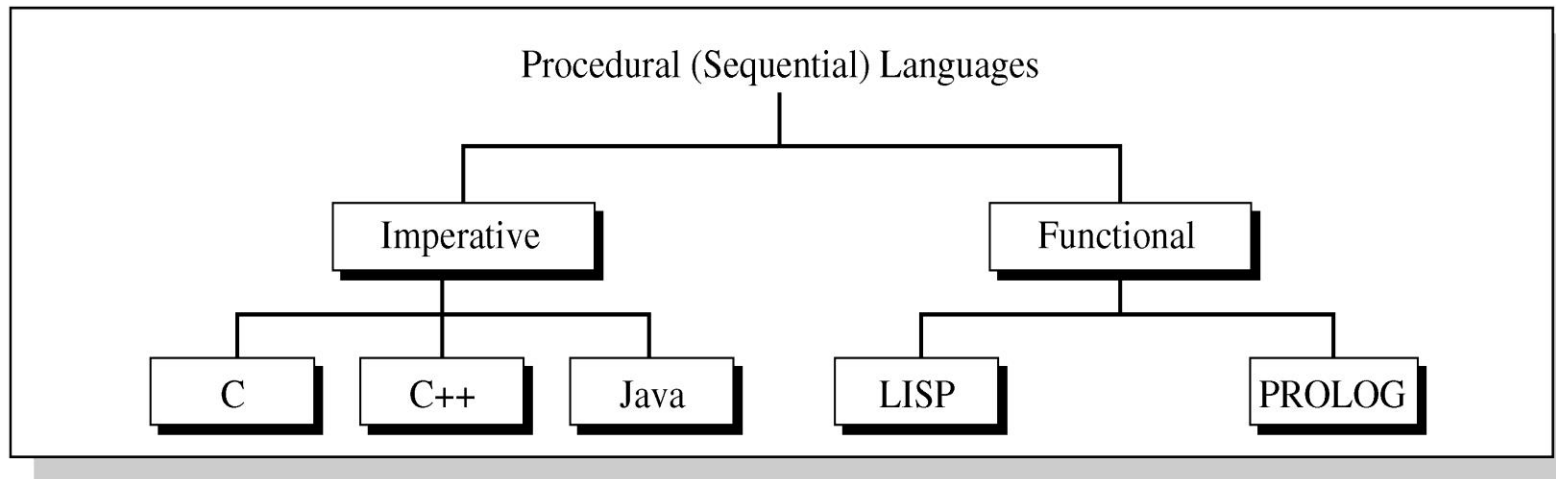 Procedural (Sequential) Languages
Imperative
Functional
C
C++
Java
LISP
PROLOG